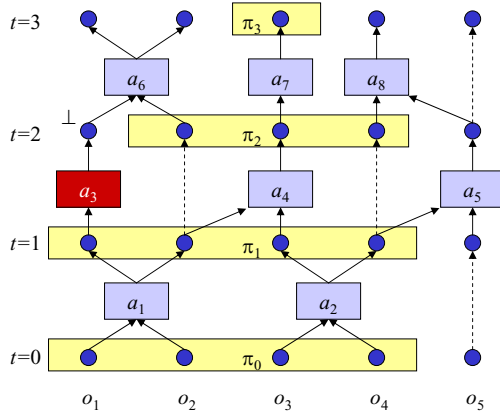 t=3 π₃
a₆ a₇ a₈
⊥
t=2 π₂
a₃ a₄ a₅
t=1 π₁
a₁ a₂
t=0 π₀
o₁ o₂ o₃ o₄ o₅